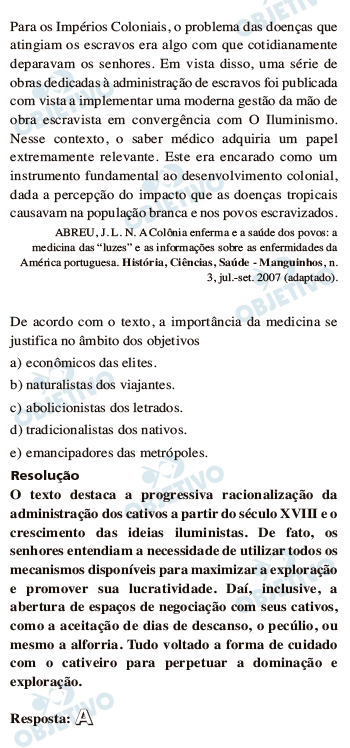 Para os Impérios Coloniais, o problema das doenças que
atingiam os escravos era algo com que cotidianamente
deparavam os senhores. Em vista disso, uma série de
obras dedicadas à administração de escravos foi publicada
com vista a implementar uma moderna gestão da mão de
obra escravista em convergência com O Iluminismo.
Nesse contexto, o saber médico adquiria um papel
extremamente relevante. Este era encarado como um
instrumento fundamental ao desenvolvimento colonial,
dada a percepção do impacto que as doenças tropicais
causavam na população branca e nos povos escravizados.
ABREU, J. L. N. A Colônia enferma e a saúde dos povos: a
medicina das “luzes” e as informações sobre as enfermidades da
América portuguesa. História, Ciências, Saúde - Manguinhos, n.
3, jul.-set. 2007 (adaptado).
De acordo com o texto, a importância da medicina se
justifica no âmbito dos objetivos
a) econômicos das elites.
b) naturalistas dos viajantes.
c) abolicionistas dos letrados.
d) tradicionalistas dos nativos.
e) emancipadores das metrópoles.
Resolução
O texto destaca a progressiva racionalização da
administração dos cativos a partir do século XVIII e o
crescimento das ideias iluministas. De fato, os
senhores entendiam a necessidade de utilizar todos os
mecanismos disponíveis para maximizar a exploração
e promover sua lucratividade. Daí, inclusive, a
abertura de espaços de negociação com seus cativos,
como a aceitação de dias de descanso, o pecúlio, ou
mesmo a alforria. Tudo voltado a forma de cuidado
com o cativeiro para perpetuar a dominação e
exploração.
Resposta: A
OBJETIVO